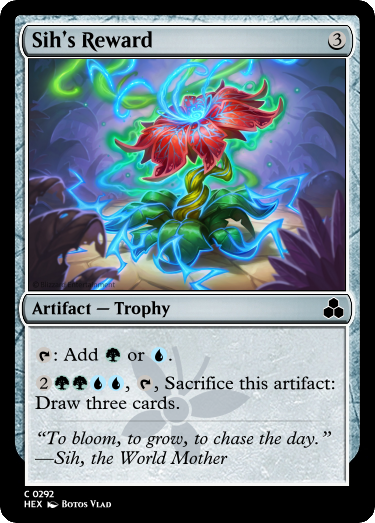 Sih's Reward 3
Artifact — Trophy
: Add or .
2 , , Sacrifice this artifact:
Draw three cards.
“To bloom, to grow, to chase the day.”
—Sih, the World Mother
C 0292
HEX Botos Vlad